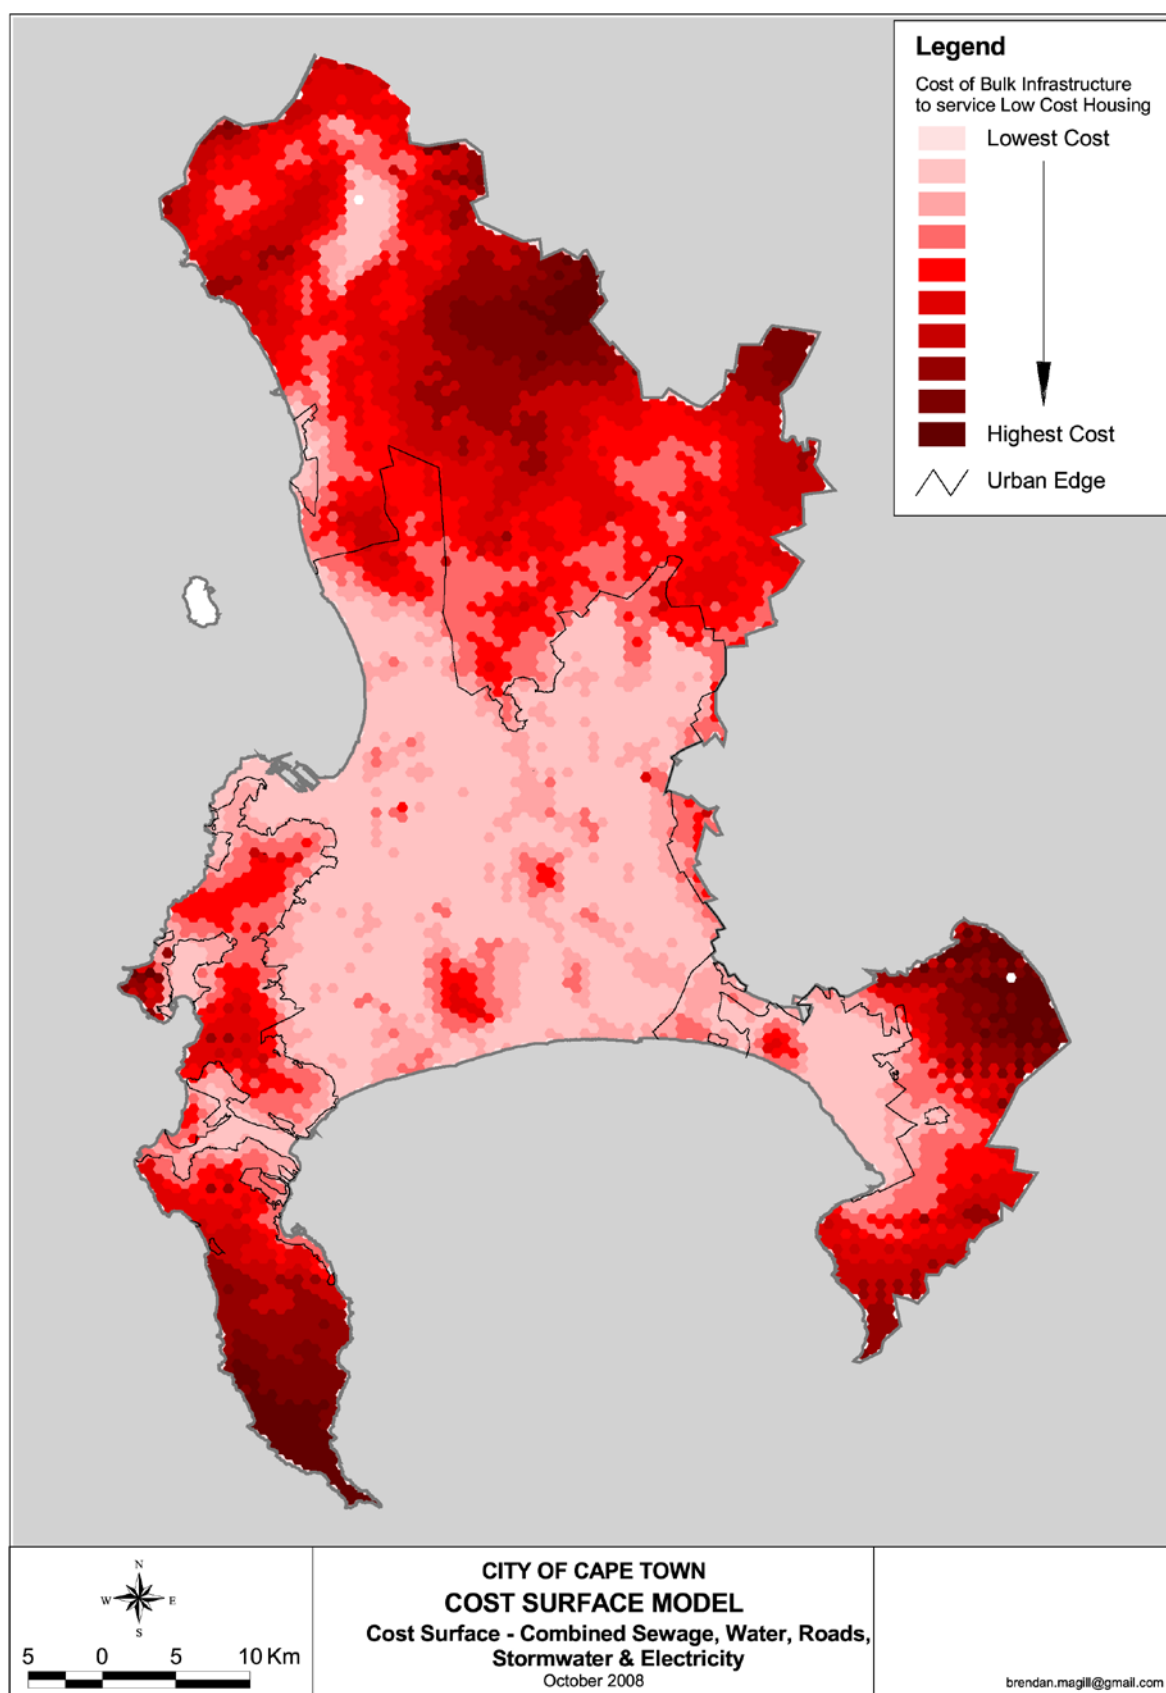 Legend
Cost of Bulk Infrastructure
to service Low Cost Housing
Lowest Cost
Highest Cost
Urban Edge
N
W E
S
5 0 5 10 Km
CITY OF CAPE TOWN
COST SURFACE MODEL
Cost Surface - Combined Sewage, Water, Roads,
Stormwater & Electricity
October 2008
brendan.magill@gmail.com